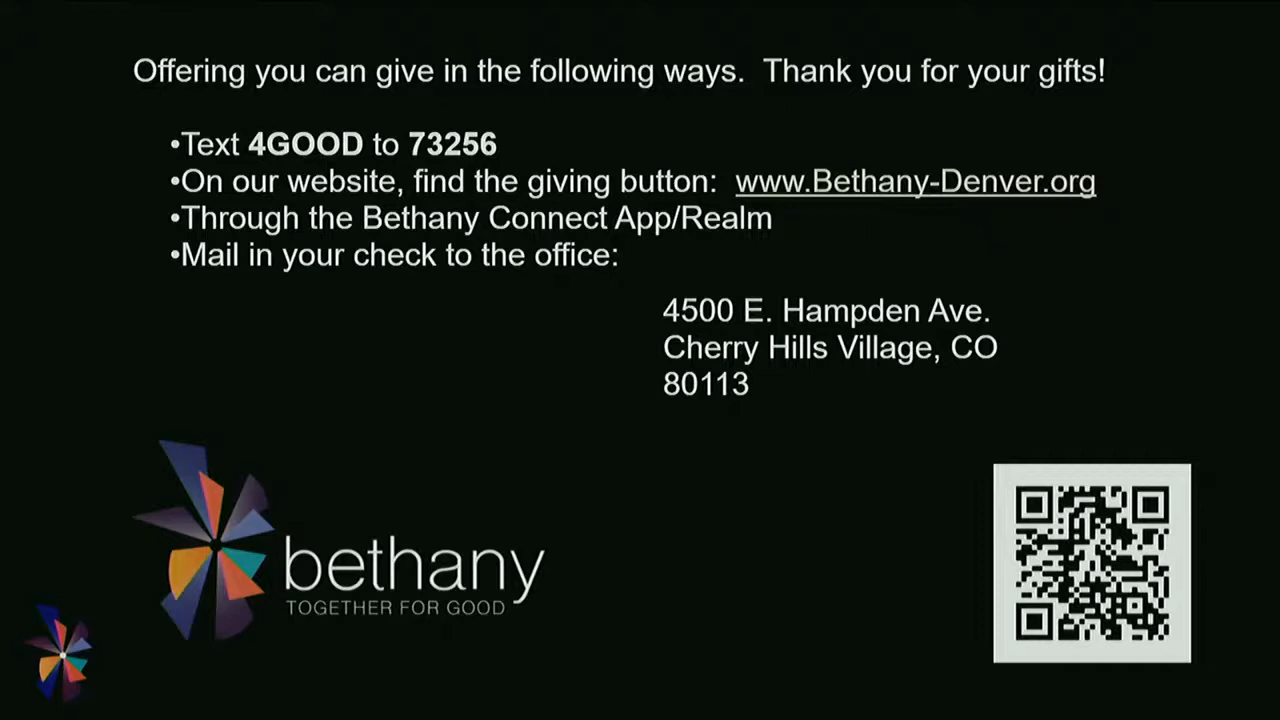 Offering you can give in the following ways. Thank you for your gifts!
•Text 4GOOD to 73256
•On our website, find the giving button: www.Bethany-Denver.org
•Through the Bethany Connect App/Realm
•Mail in your check to the office:
4500 E. Hampden Ave.
Cherry Hills Village, CO
80113
bethany
TOGETHER FOR GOOD